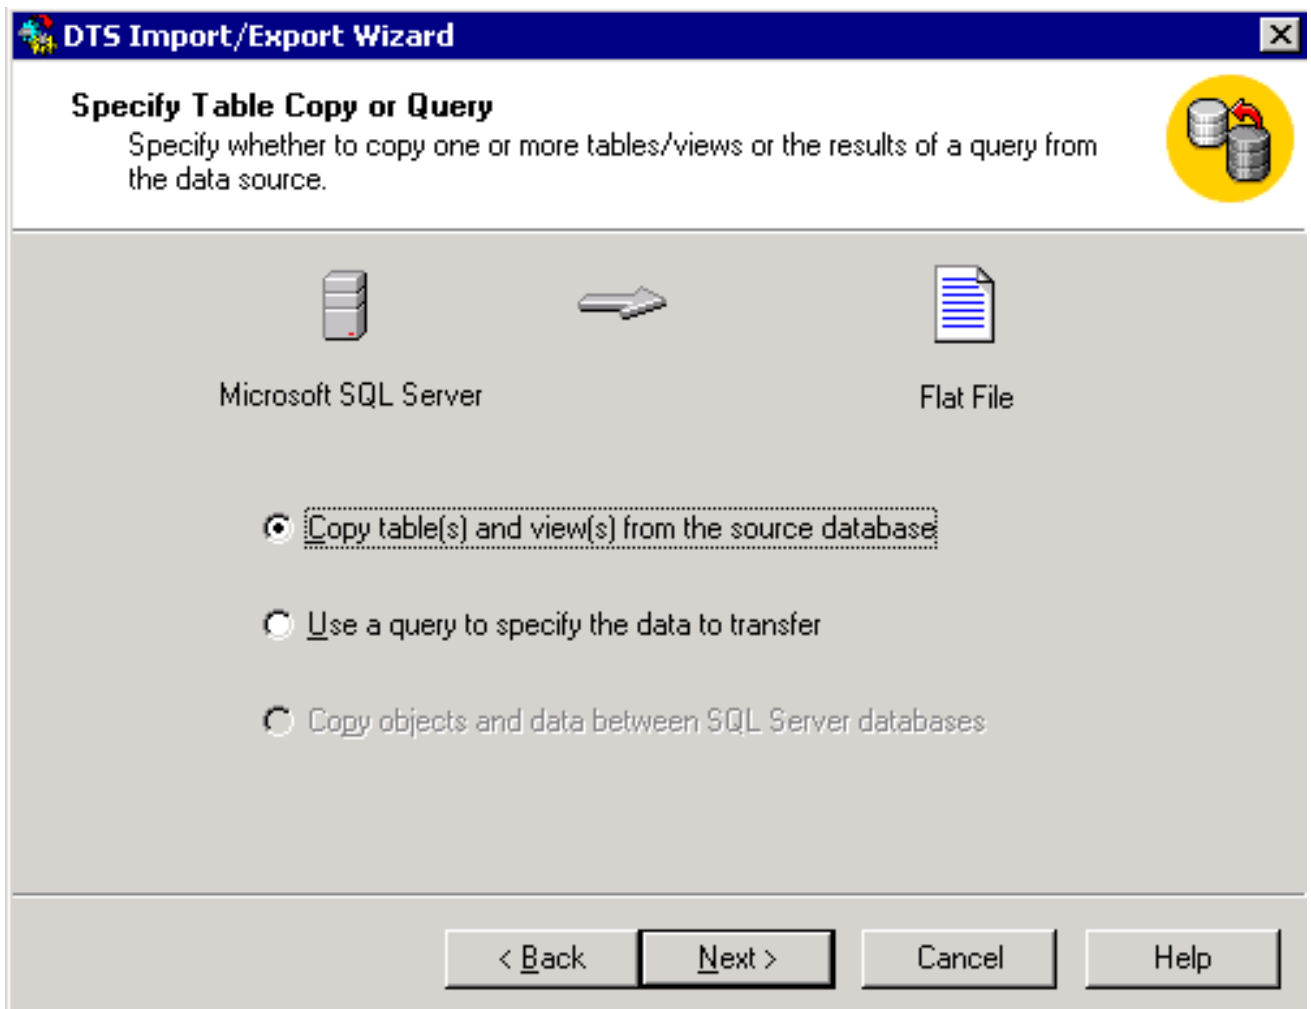 DTS Import/Export Wizard
Specify Table Copy or Query
Specify whether to copy one or more tables/views or the results of a query from
the data source.
Microsoft SQL Server
Flat File
Copy table(s) and view(s) from the source database
Use a query to specify the data to transfer
Copy objects and data between SQL Server databases
< Back Next > Cancel Help